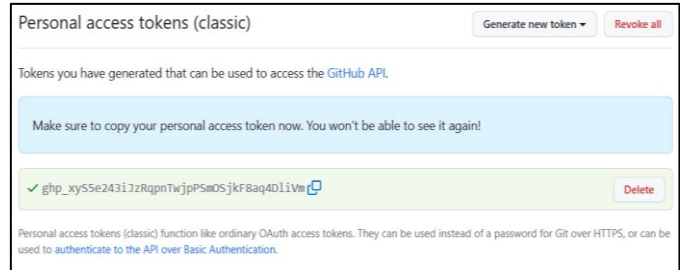 Personal access tokens (classic)
Generate new token
Revoke all
Tokens you have generated that can be used to access the GitHub API.
Make sure to copy your personal access token now. You won't be able to see it again!
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
Delete
Personal access tokens (classic) function like ordinary OAuth access tokens. They can be used instead of a password for Git over HTTPS, or can be
used to authenticate to the API over Basic Authentication.